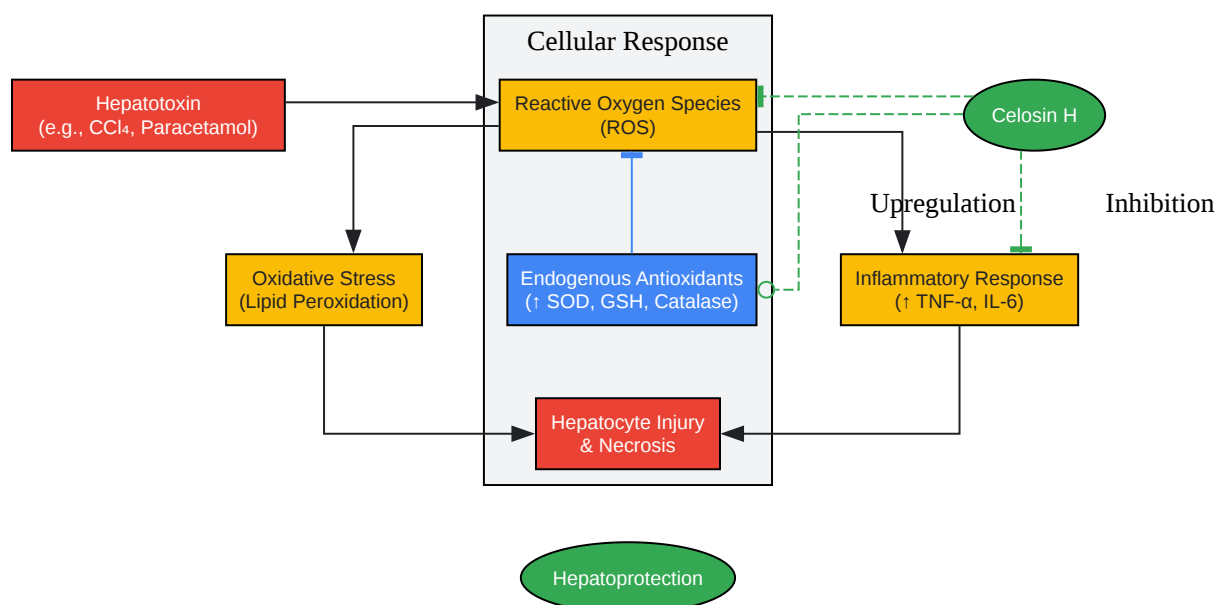 Cellular Response
Hepatotoxin
(e.g., CCl₄, Paracetamol)
Reactive Oxygen Species
(ROS)
Celosin H
Upregulation
Inhibition
Oxidative Stress
(Lipid Peroxidation)
Endogenous Antioxidants
(↑ SOD, GSH, Catalase)
Inflammatory Response
(↑ TNF-α, IL-6)
Hepatocyte Injury
& Necrosis
Hepatoprotection